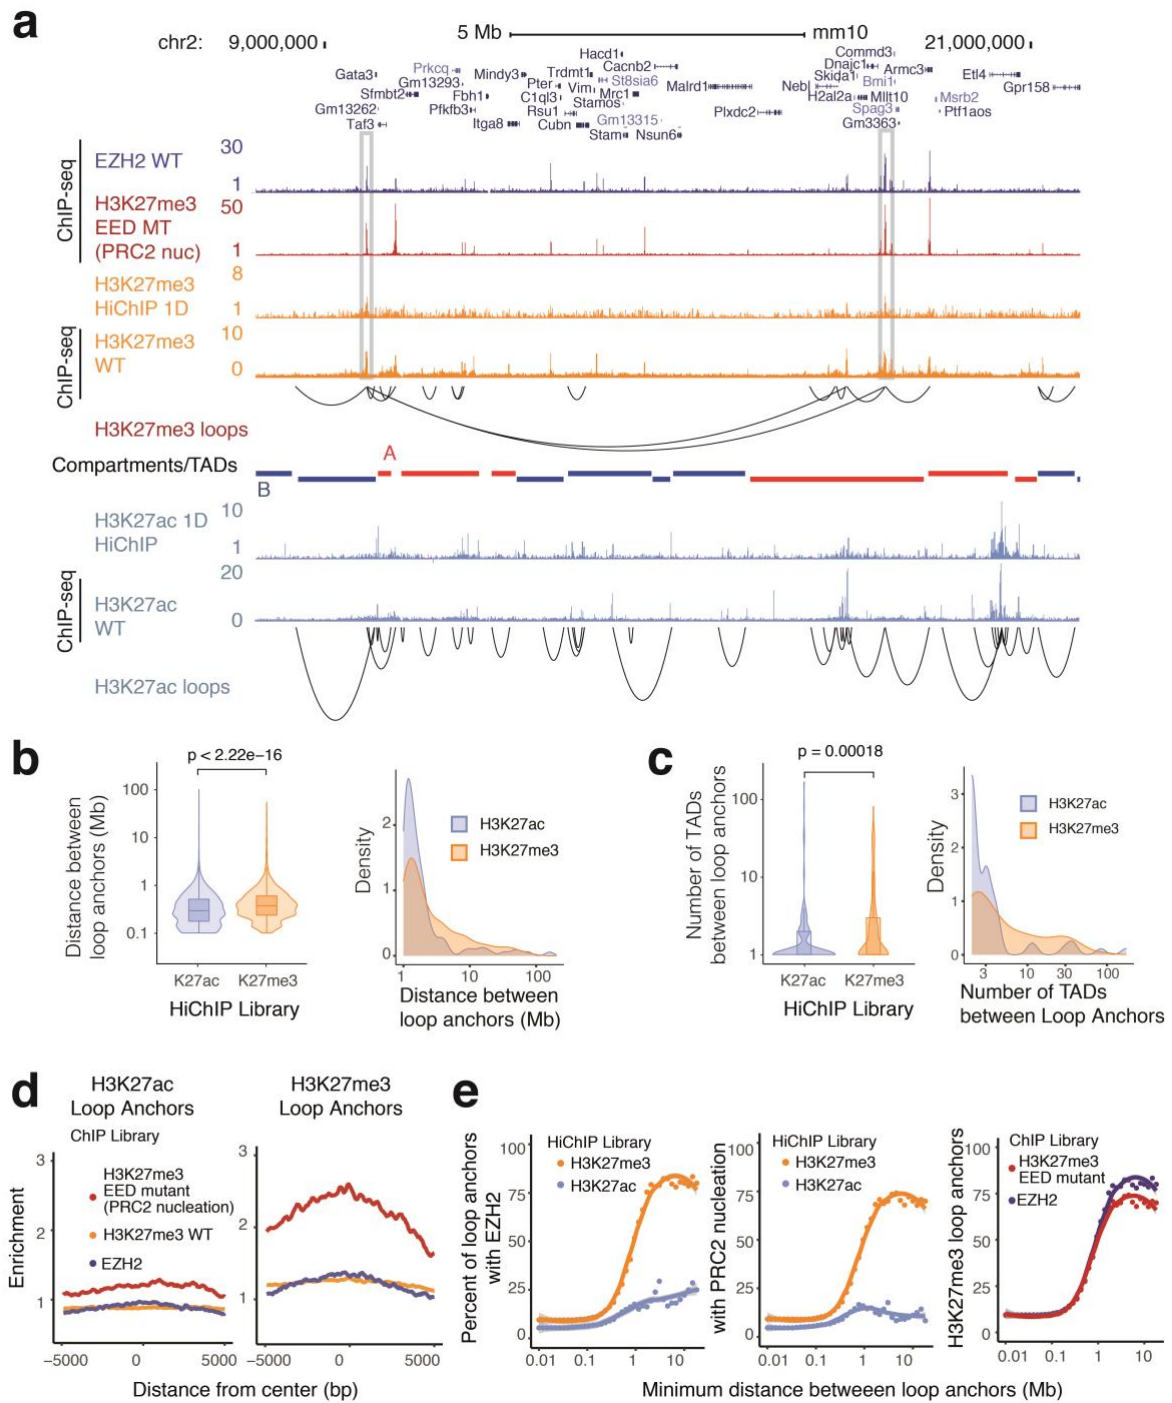 a
chr2: 9,000,000 5 Mb mm10 21,000,000
Hacd1 Commd3
Gata3 Prkcq Mindy3 Trdmt1 Cacnb2 Dnajc1 Armc3 Etl4
Gm13293 Pter Vim St8sia6 Malrd1 Nebl Skida1 Bmi1 Gpr158
Sfmbt2 Fbh1 C1ql3 Mrc1 H2al2a Mllt10 Msrb2
Gm13262 Pfkfb3 Rsu1 Stamos Plxdc2 Spag3 Ptf1aos
Taf3 Itga8 Cubn Gm13315 Gm3363
Stam Nsun6
ChIP-seq
EZH2 WT
30
1
H3K27me3
EED MT
(PRC2 nuc)
50
1
H3K27me3
HiChIP 1D
8
1
ChIP-seq
H3K27me3
WT
10
0
H3K27me3 loops
Compartments/TADs
A
B
H3K27ac 1D
HiChIP
10
1
ChIP-seq
H3K27ac
WT
20
0
H3K27ac loops
b
p < 2.22e−16
Distance between
loop anchors (Mb)
100
10
1
0.1
K27ac K27me3
HiChIP Library
Density
2
1
0
H3K27ac
H3K27me3
1 10 100
Distance between
loop anchors (Mb)
c
p = 0.00018
Number of TADs
between loop anchors
100
10
1
K27ac K27me3
HiChIP Library
Density
3
2
1
0
H3K27ac
H3K27me3
3 10 30 100
Number of TADs
between Loop Anchors
d
H3K27ac
Loop Anchors
H3K27me3
Loop Anchors
ChIP Library
H3K27me3
EED mutant
(PRC2 nucleation)
H3K27me3 WT
EZH2
Enrichment
3
2
1
3
2
1
−5000 0 5000
−5000 0 5000
Distance from center (bp)
e
Percent of loop anchors
with EZH2
100
75
50
25
0
HiChIP Library
H3K27me3
H3K27ac
0.01 0.1 1 10
with PRC2 nucleation
100
75
50
25
0
HiChIP Library
H3K27me3
H3K27ac
0.01 0.1 1 10
H3K27me3 loop anchors
100
75
50
25
0
ChIP Library
H3K27me3
EED mutant
EZH2
0.01 0.1 1 10
Minimum distance betweeen loop anchors (Mb)